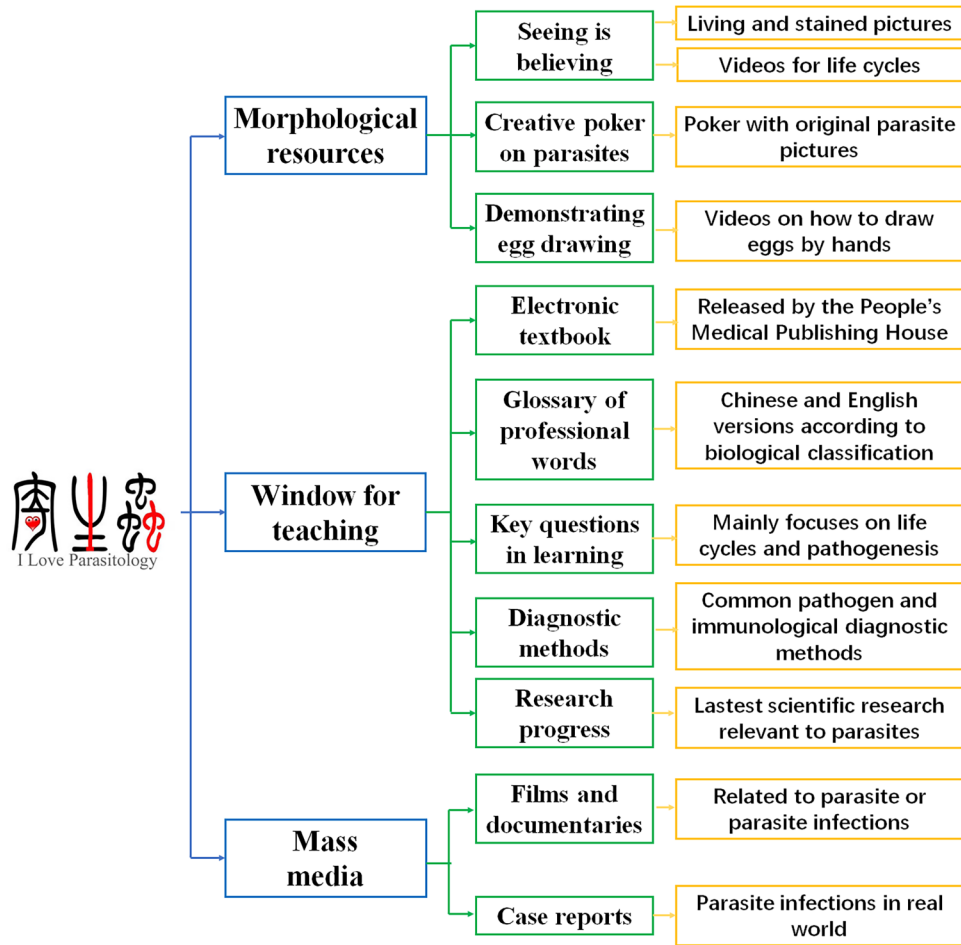 Seeing is
believing
Living and stained pictures
Videos for life cycles
Morphological
resources
Creative poker
on parasites
Poker with original parasite
pictures
Demonstrating
egg drawing
Videos on how to draw
eggs by hands
Electronic
textbook
Released by the People's
Medical Publishing House
Glossary of
professional
words
Chinese and English
versions according to
biological classification
寄生虫
I Love Parasitology
Window for
teaching
Key questions
in learning
Mainly focuses on life
cycles and pathogenesis
Diagnostic
methods
Common pathogen and
immunological diagnostic
methods
Research
progress
Lastest scientific research
relevant to parasites
Films and
documentaries
Related to parasite or
parasite infections
Mass
media
Case reports
Parasite infections in real
world